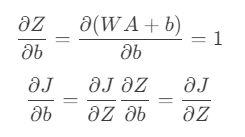 ∂Z/∂b = ∂(WA + b)/∂b = 1
∂J/∂b = ∂J/∂Z ∂Z/∂b = ∂J/∂Z